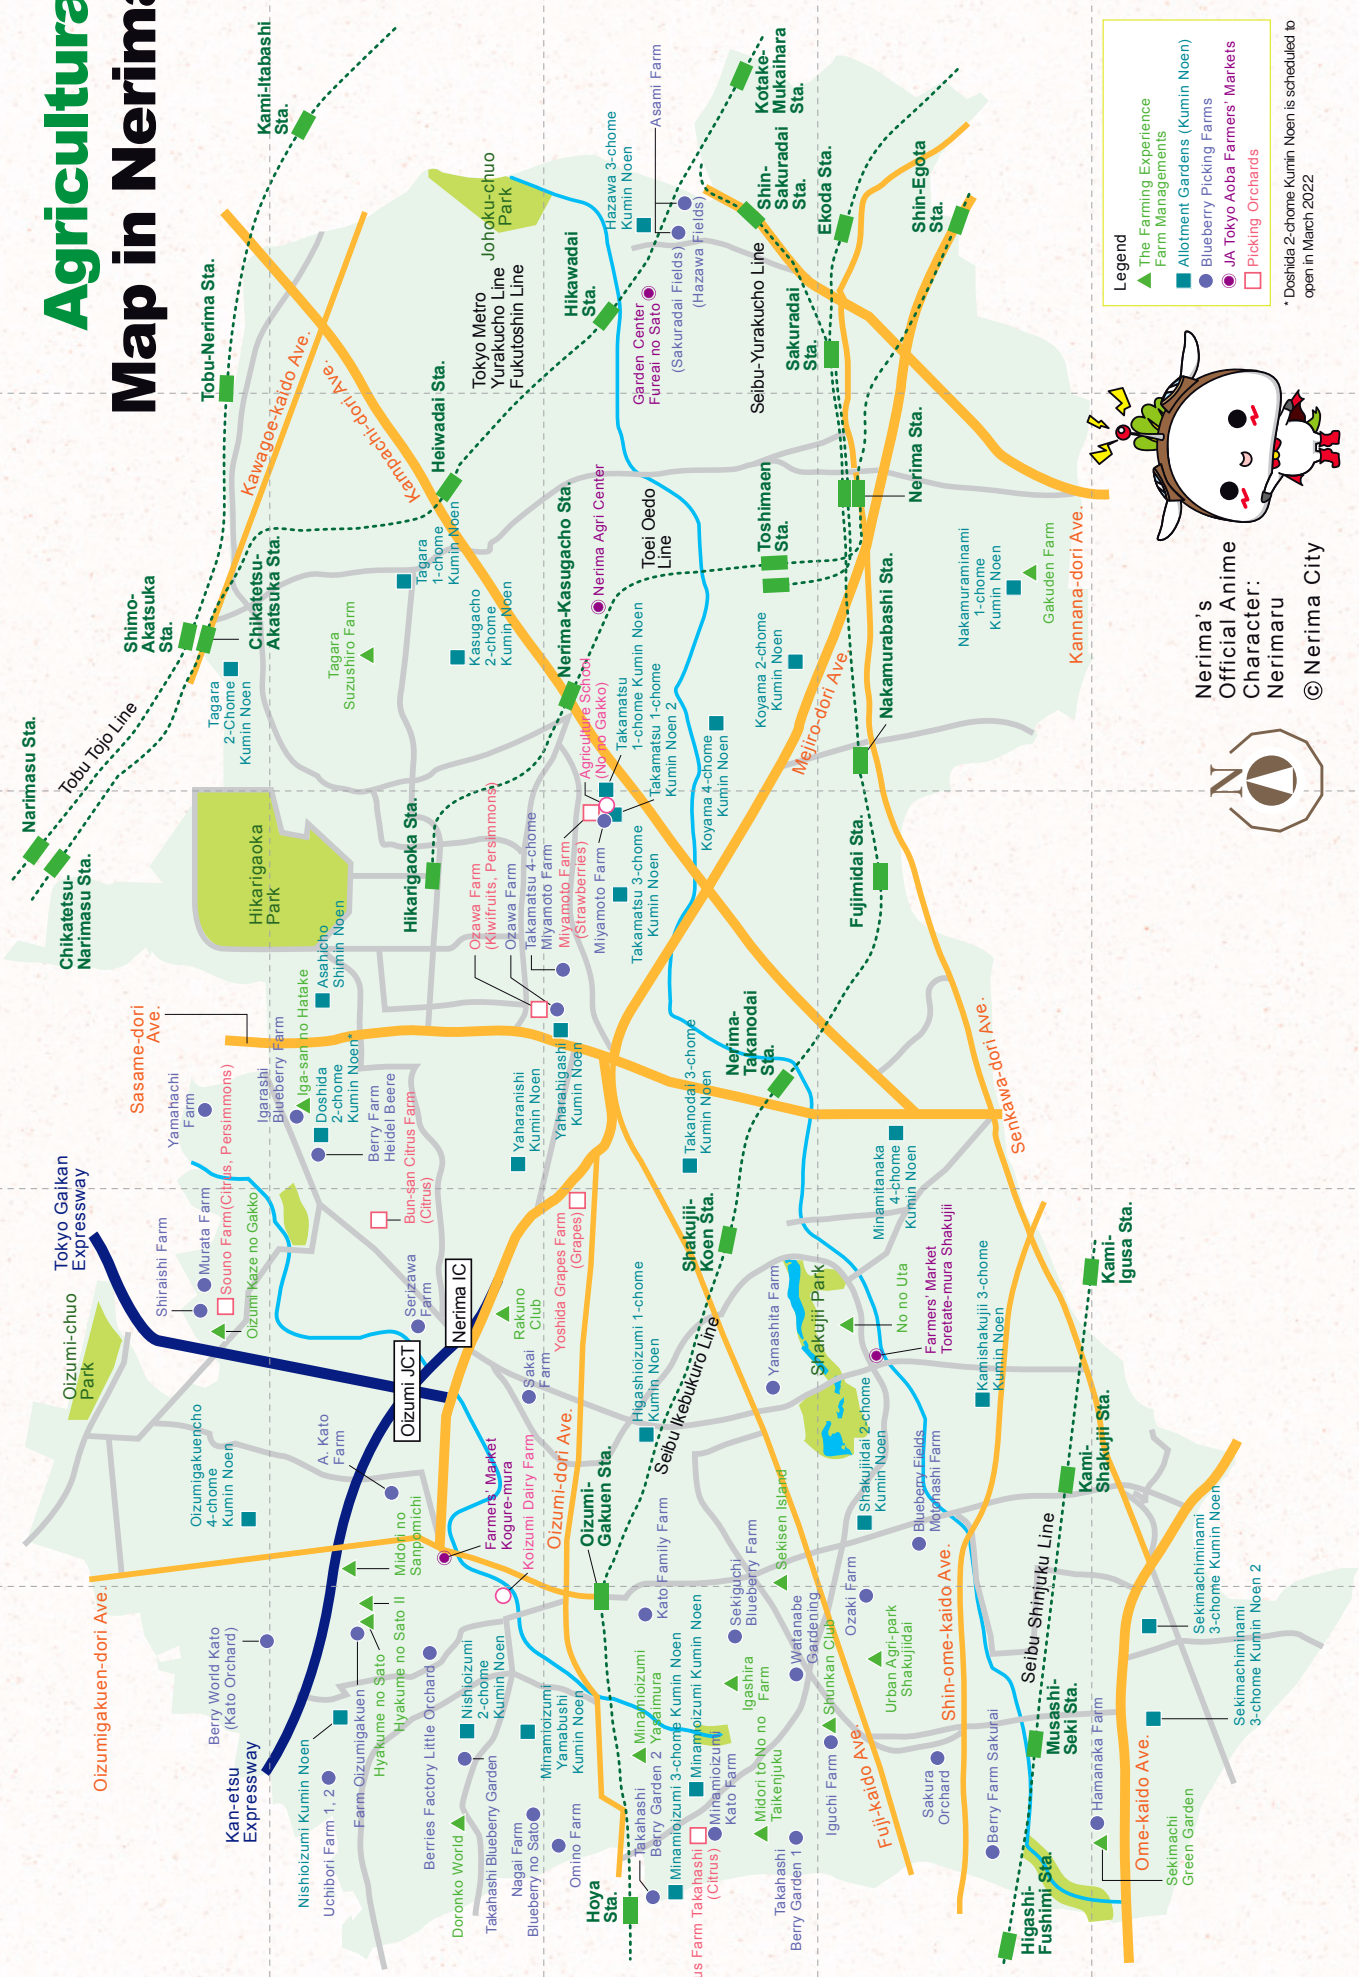 Agricultura
Map in Nerima
Kami-Itabashi
Sta.
Tobu-Nerima Sta.
Kawagoe-kaido Ave.
Kampachi-dori Ave.
Johoku-chuo
Park
Tokyo Metro
Yurakucho Line
Fukutoshin Line
Heiwadai Sta.
Hikawadai
Sta.
Hazawa 3-chome
Kumin Noen
Asami Farm
(Sakuradai Fields)
(Hazawa Fields)
Garden Center
Fureai no Sato
Kotake-
Mukaihara
Sta.
Shin-
Sakuradai
Sta.
Ekoda Sta.
Shin-Egota
Sta.
Seibu-Yurakucho Line
Sakuradai
Sta.
Nerima Sta.
Toshimaen
Sta.
Toei Oedo
Line
Nerima-Kasugacho Sta.
Nerima Agri Center
Shimo-
Akatsuka
Sta.
Chikatetsu-
Akatsuka Sta.
Tagara
2-Chome
Kumin Noen
Tagara
Suzushiro Farm
Tagara
1-chome
Kumin Noen
Kasugacho
2-chome
Kumin Noen
Narimasu Sta.
Tobu Tojo Line
Chikatetsu-
Narimasu Sta.
Hikarigaoka
Park
Hikarigaoka Sta.
Agriculture School
(No no Gakko)
Takamatsu
1-chome Kumin Noen
Takamatsu 1-chome
Kumin Noen 2
Koyama 4-chome
Kumin Noen
Koyama 2-chome
Kumin Noen
Mejiro-dori Ave.
Nakamurabashi Sta.
Nakamuraminami
1-chome
Kumin Noen
Gakuden Farm
Kannana-dori Ave.
Fujimidai Sta.
Ozawa Farm
(Kiwifruits, Persimmons)
Ozawa Farm
Takamatsu 4-chome
Miyamoto Farm
Miyamoto Farm
(Strawberries)
Miyamoto Farm
Takamatsu 3-chome
Kumin Noen
Asahicho
Shimin Noen
Iga-san no Hatake
Igarashi
Blueberry Farm
Doshida
2-chome
Kumin Noen*
Berry Farm
Heidel Beere
Bun-san Citrus Farm
(Citrus)
Sasame-dori
Ave.
Yamahachi
Farm
Souno Farm(Citrus, Persimmons)
Murata Farm
Shiraishi Farm
Oizumi Kaze no Gakko
Yaharanishi
Kumin Noen
Yaharahigashi
Kumin Noen
Takanodai 3-chome
Kumin Noen
Nerima-
Takanodai
Sta.
Senkawa-dori Ave.
Minamitanaka
4-chome
Kumin Noen
Tokyo Gaikan
Expressway
Oizumi-chuo
Park
Serizawa
Farm
Nerima IC
Oizumi JCT
Rakuno
Club
Yoshida Grapes Farm
(Grapes)
Sakai
Farm
Higashioizumi 1-chome
Kumin Noen
Shakujii-
Koen Sta.
Seibu Ikebukuro Line
Yamashita Farm
Shakujii Park
No no Uta
Farmers' Market
Toretate-mura Shakujii
Kamishakujii 3-chome
Kumin Noen
Kami-
Igusa Sta.
Kami-
Shakujii Sta.
Shakujiidai 2-chome
Kumin Noen
Blueberry Fields
Motohashi Farm
Oizumigakuencho
4-chome
Kumin Noen
A. Kato
Farm
Midori no
Sanpomichi
Farmers' Market
Kogure-mura
Koizumi Dairy Farm
Oizumi-dori Ave.
Oizumi-
Gakuen Sta.
Kato Family Farm
Sekiguchi
Blueberry Farm
Sekisen Island
Watanabe
Gardening
Ozaki Farm
Urban Agri-park
Shakujiidai
Shin-ome-kaido Ave.
Seibu Shinjuku Line
Sekimachiminami
3-chome Kumin Noen
Sekimachiminami
3-chome Kumin Noen 2
Oizumigakuen-dori Ave.
Berry World Kato
(Kato Orchard)
Kan-etsu
Expressway
Nishioizumi Kumin Noen
Uchibori Farm 1, 2
Farm Oizumigakuen
Hyakume no Sato
Hyakume no Sato II
Berries Factory Little Orchard
Doronko World
Nishioizumi
2-chome
Kumin Noen
Takahashi Blueberry Garden
Nagai Farm
Blueberry no Sato
Minamioizumi
Yamabushi
Kumin Noen
Omino Farm
Hoya
Sta.
Takahashi
Berry Garden 2
Minamioizumi
Yasaimura
Minamioizumi 3-chome Kumin Noen
Minamioizumi Kumin Noen
us Farm Takahashi
(Citrus)
Minamioizumi
Kato Farm
Igashira
Farm
Midori to No no
Taikenjuku
Takahashi
Berry Garden 1
Shunkan Club
Iguchi Farm
Fuji-kaido Ave.
Sakura
Orchard
Berry Farm Sakurai
Musashi-
Seki Sta.
Higashi-
Fushimi Sta.
Hamanaka Farm
Ome-kaido Ave.
Sekimachi
Green Garden
Legend
The Farming Experience
Farm Managements
Allotment Gardens (Kumin Noen)
Blueberry Picking Farms
JA Tokyo Aoba Farmers' Markets
Picking Orchards
* Doshida 2-chome Kumin Noen is scheduled to
open in March 2022
Nerima's
Official Anime
Character:
Nerimaru
© Nerima City
N